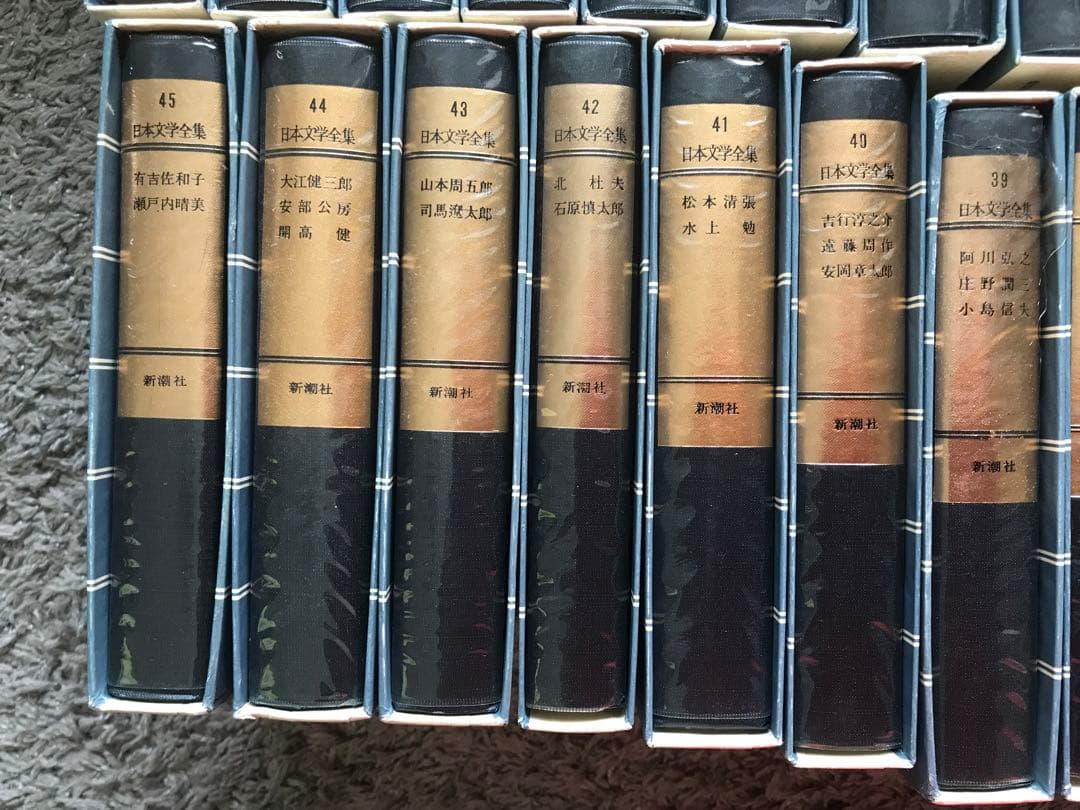 45
日本文学全集
有吉佐和子
瀬戸内晴美
新潮社
44
日本文学全集
大江健三郎
安部公房
開高 健
新潮社
43
日本文学全集
山本周五郎
司馬遼太郎
新潮社
42
日本文学全集
北 杜夫
石原慎太郎
新潮社
41
日本文学全集
松本清張
水上 勉
新潮社
40
日本文学全集
吉行淳之介
遠藤周作
安岡章太郎
新潮社
39
日本文学全集
阿川弘之
庄野潤三
小島信夫
新潮社